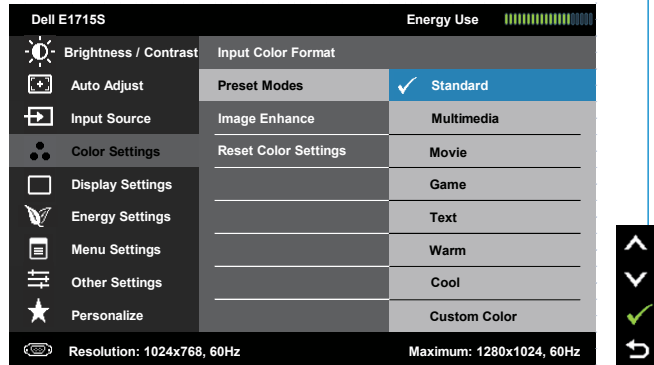 Dell E1715S Energy Use
Brightness / Contrast Input Color Format
Auto Adjust Preset Modes Standard
Input Source Image Enhance Multimedia
Color Settings Reset Color Settings Movie
Display Settings Game
Energy Settings Text
Menu Settings Warm
Other Settings Cool
Personalize Custom Color
Resolution: 1024x768, 60Hz Maximum: 1280x1024, 60Hz